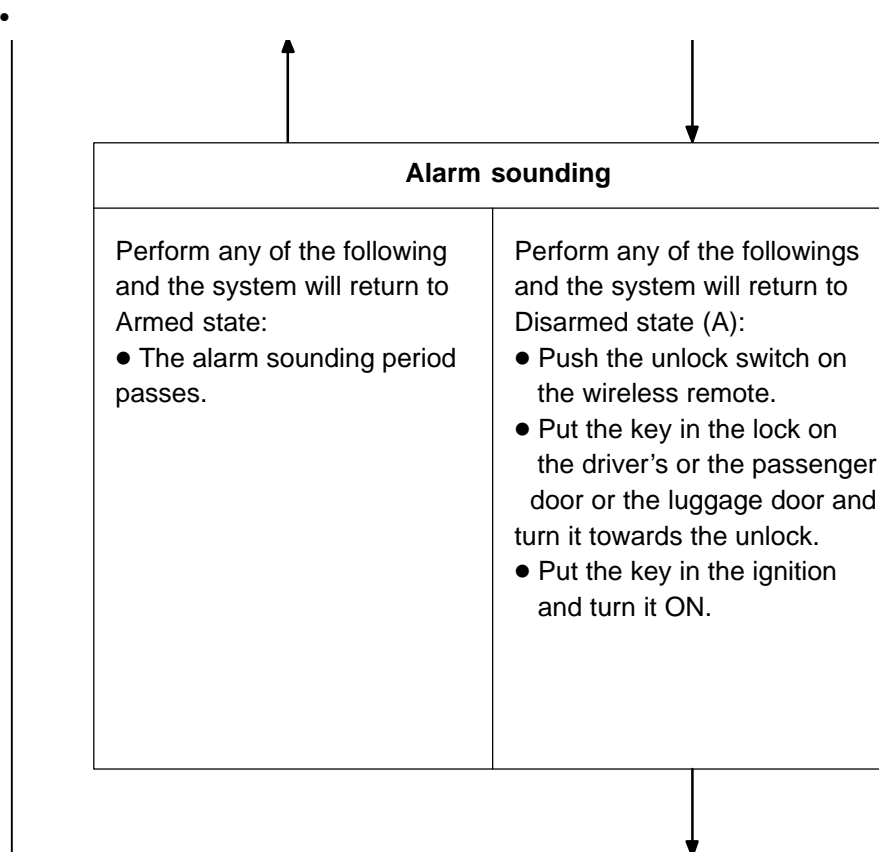 •
Alarm sounding
Perform any of the following
and the system will return to
Armed state:
● The alarm sounding period
passes.
Perform any of the followings
and the system will return to
Disarmed state (A):
● Push the unlock switch on
the wireless remote.
● Put the key in the lock on
the driver's or the passenger
door or the luggage door and
turn it towards the unlock.
● Put the key in the ignition
and turn it ON.